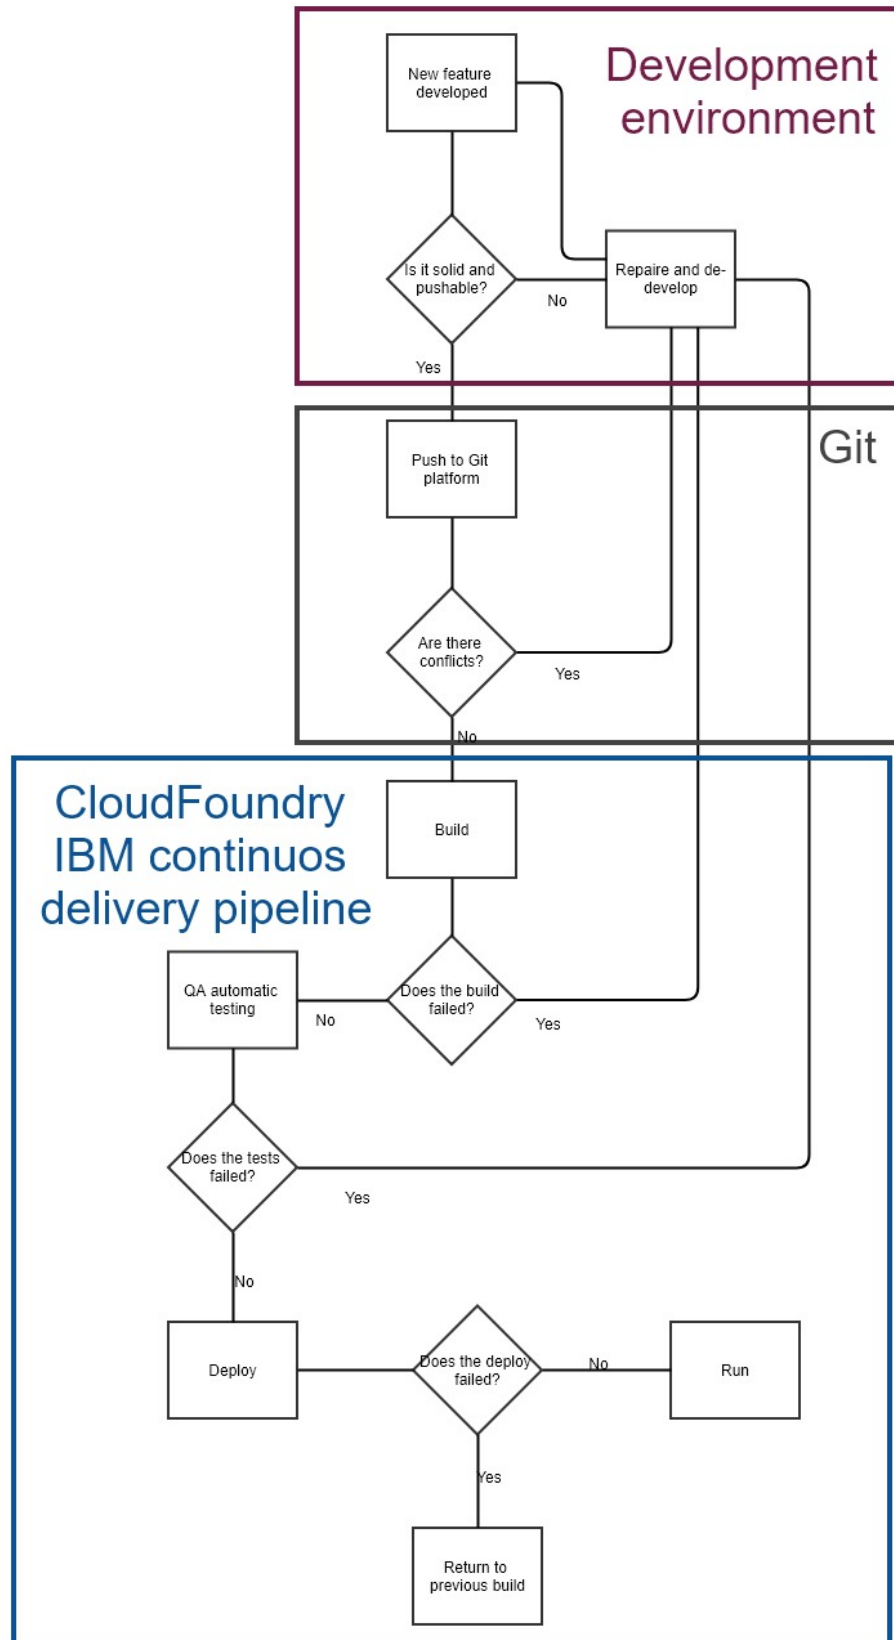 Development
environment
New feature
developed
Is it solid and
pushable?
No
Repaire and de-
develop
Yes
Git
Push to Git
platform
Are there
conflicts?
Yes
No
CloudFoundry
IBM continuos
delivery pipeline
Build
Does the build
failed?
Yes
No
QA automatic
testing
Does the tests
failed?
Yes
No
Deploy
Does the deploy
failed?
No
Run
Yes
Return to
previous build